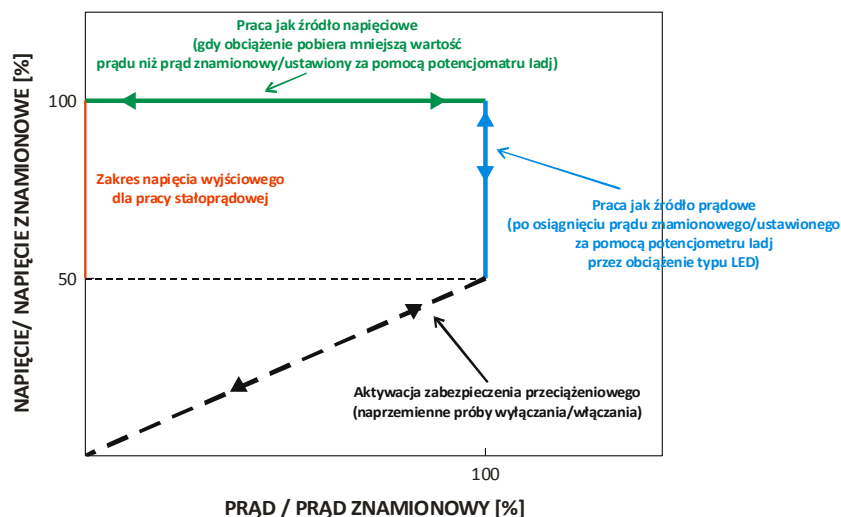 Praca jak źródło napięciowe
(gdy obciążenie pobiera mniejszą wartość
prądu niż prąd znamionowy/ustawiony za pomocą potencjomatru Iadj)
NAPIĘCIE/ NAPIĘCIE ZNAMIONOWE [%]
100
Zakres napięcia wyjściowego
dla pracy stałoprądowej
Praca jak źródło prądowe
(po osiągnięciu prądu znamionowego/ustawionego
za pomocą potencjometru Iadj
przez obciążenie typu LED)
50
Aktywacja zabezpieczenia przeciążeniowego
(naprzemienne próby wyłączania/włączania)
100
PRĄD / PRĄD ZNAMIONOWY [%]